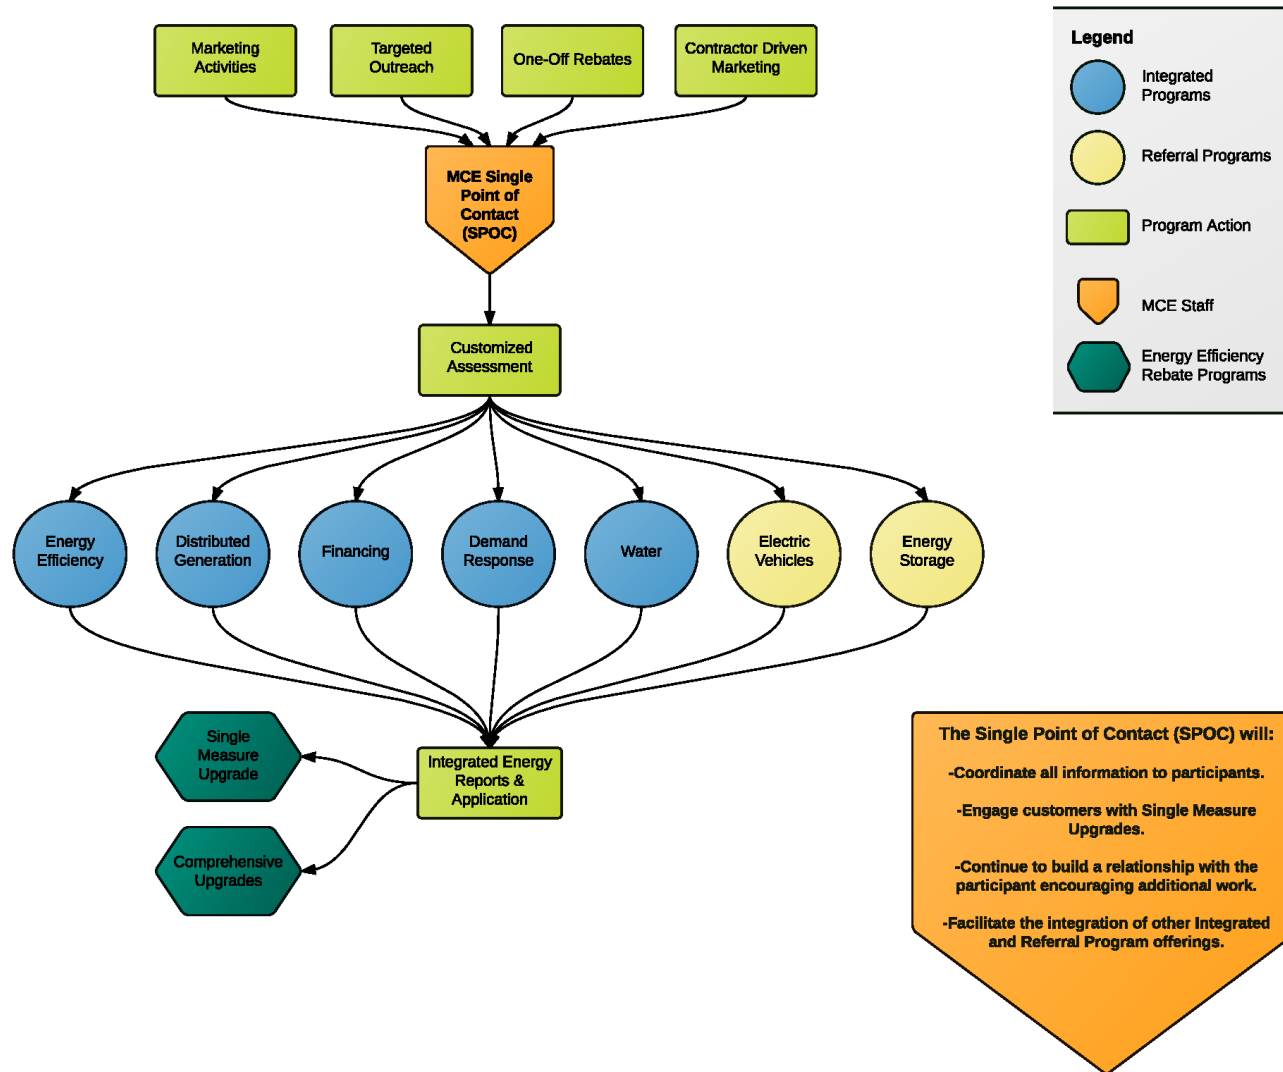 Marketing
Activities
Targeted
Outreach
One-Off Rebates
Contractor Driven
Marketing
Legend
Integrated
Programs
Referral Programs
Program Action
MCE Staff
Energy Efficiency
Rebate Programs
MCE Single
Point of
Contact
(SPOC)
Customized
Assessment
Energy
Efficiency
Distributed
Generation
Financing
Demand
Response
Water
Electric
Vehicles
Energy
Storage
Single
Measure
Upgrade
Integrated Energy
Reports &
Application
Comprehensive
Upgrades
The Single Point of Contact (SPOC) will:
-Coordinate all information to participants.
-Engage customers with Single Measure
Upgrades.
-Continue to build a relationship with the
participant encouraging additional work.
-Facilitate the integration of other Integrated
and Referral Program offerings.